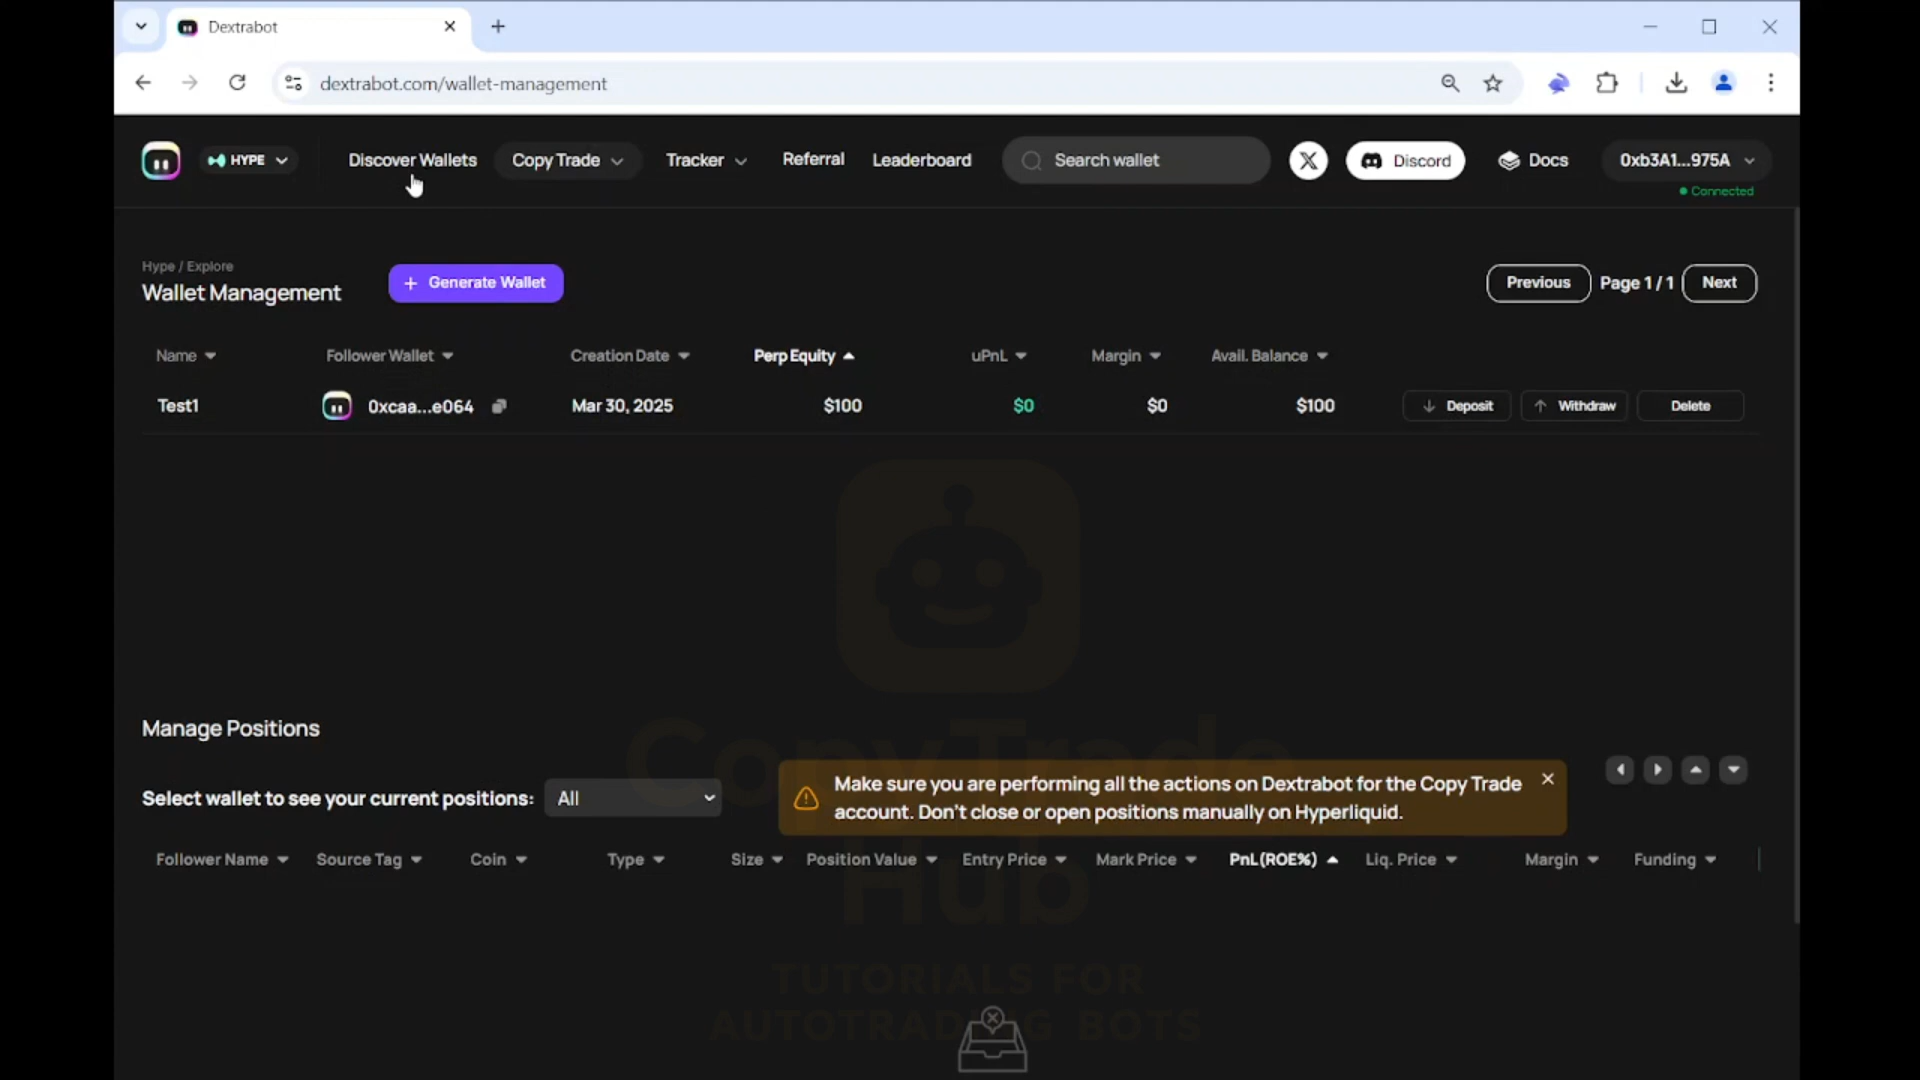 Dextrabot
dextrabot.com/wallet-management
HYPE
Discover Wallets
Copy Trade
Tracker
Referral
Leaderboard
Search wallet
Discord
Docs
0xb3A1...975A
Connected
Hype / Explore
Wallet Management
+ Generate Wallet
Previous
Page 1 / 1
Next
Name
Follower Wallet
Creation Date
Perp Equity
uPnL
Margin
Avail. Balance
Test1
0xcaa...e064
Mar 30, 2025
$100
$0
$0
$100
Deposit
Withdraw
Delete
CopyTrade
Hub
TUTORIALS FOR
AUTOTRADING BOTS
Manage Positions
Select wallet to see your current positions:
All
Make sure you are performing all the actions on Dextrabot for the Copy Trade
account. Don't close or open positions manually on Hyperliquid.
Follower Name
Source Tag
Coin
Type
Size
Position Value
Entry Price
Mark Price
PnL(ROE%)
Liq. Price
Margin
Funding